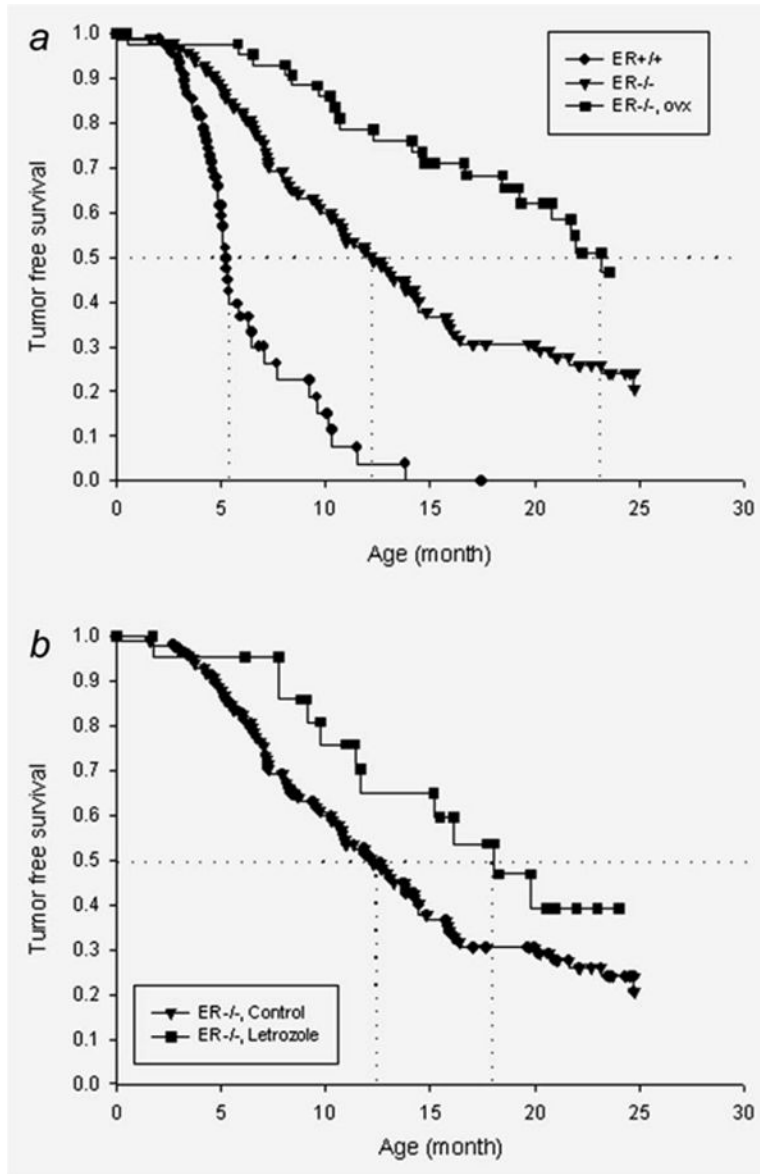 a
ER+/+
ER-/-
ER-/-, ovx
Tumor free survival
1.0
0.9
0.8
0.7
0.6
0.5
0.4
0.3
0.2
0.1
0.0
0 5 10 15 20 25 30
Age (month)
b
Tumor free survival
1.0
0.9
0.8
0.7
0.6
0.5
0.4
0.3
0.2
0.1
0.0
ER-/-, Control
ER-/-, Letrozole
0 5 10 15 20 25 30
Age (month)